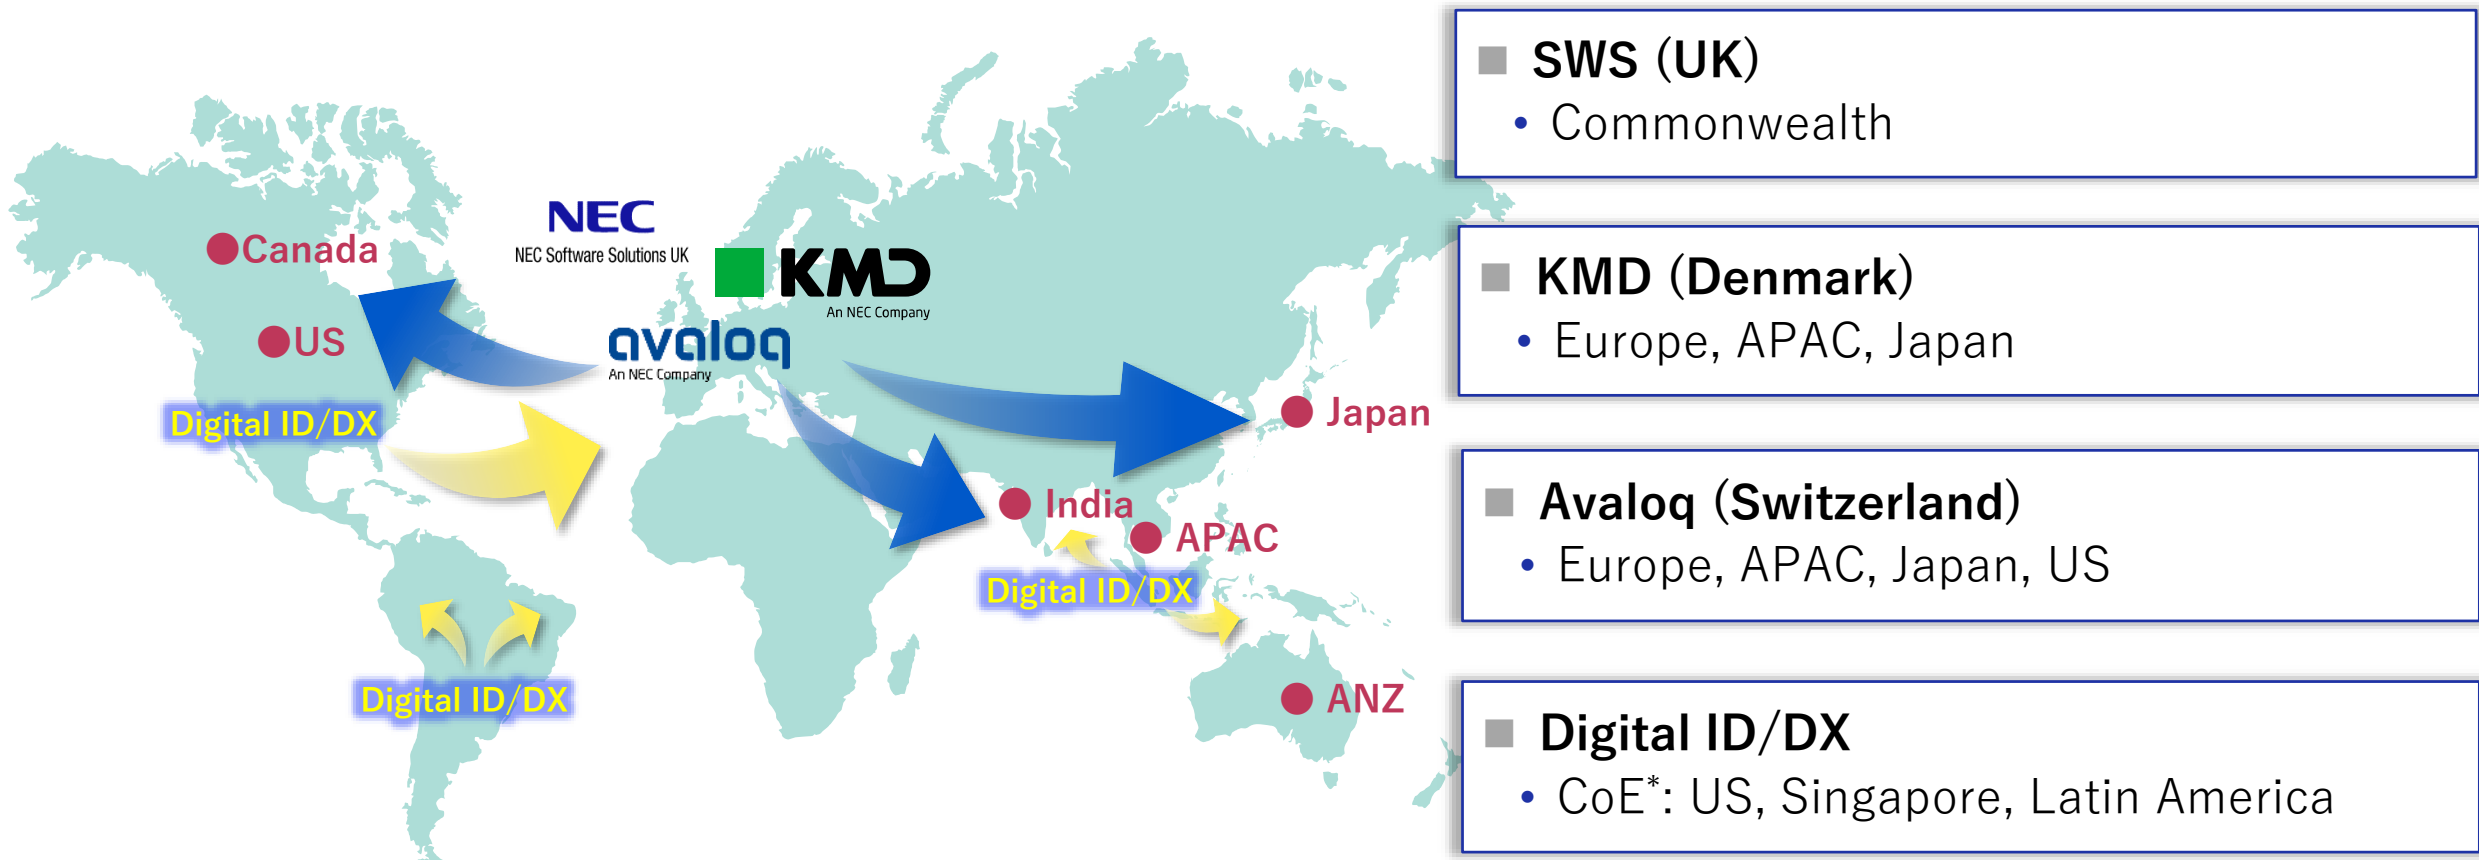 NEC
NEC Software Solutions UK
KMD
An NEC Company
avaloq
An NEC Company
Canada
US
Digital ID/DX
Japan
India
APAC
Digital ID/DX
Digital ID/DX
ANZ
SWS (UK)
• Commonwealth
KMD (Denmark)
• Europe, APAC, Japan
Avaloq (Switzerland)
• Europe, APAC, Japan, US
Digital ID/DX
• CoE*: US, Singapore, Latin America